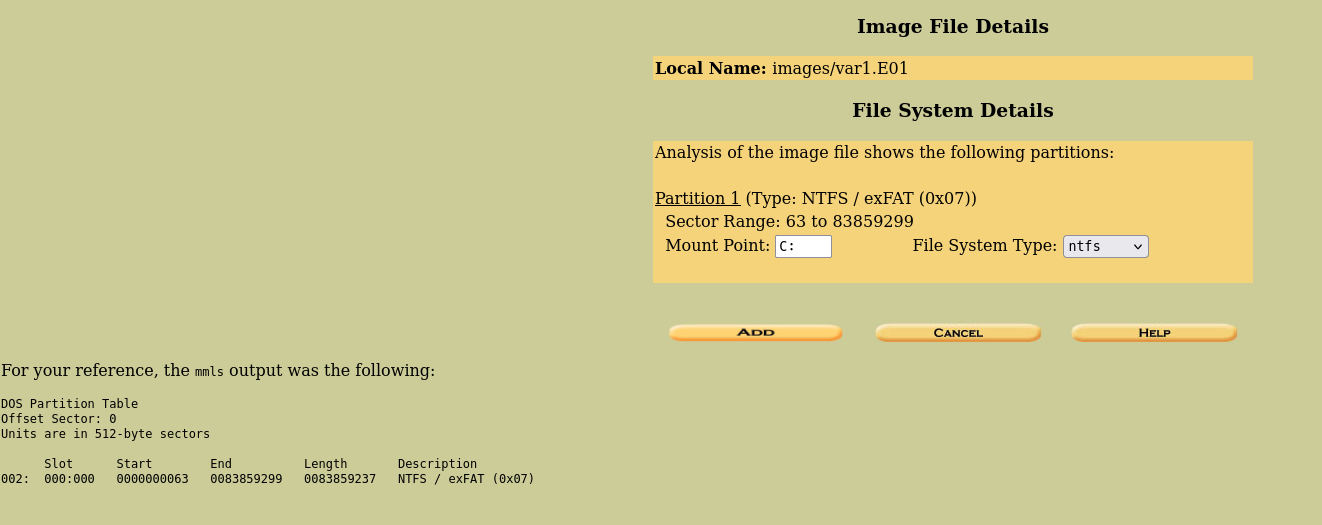 Image File Details
Local Name: images/var1.E01
File System Details
Analysis of the image file shows the following partitions:
Partition 1 (Type: NTFS / exFAT (0x07))
Sector Range: 63 to 83859299
Mount Point: C: File System Type: ntfs
ADD CANCEL HELP
For your reference, the mmls output was the following:
DOS Partition Table
Offset Sector: 0
Units are in 512-byte sectors
Slot Start End Length Description
002: 000:000 0000000063 0083859299 0083859237 NTFS / exFAT (0x07)